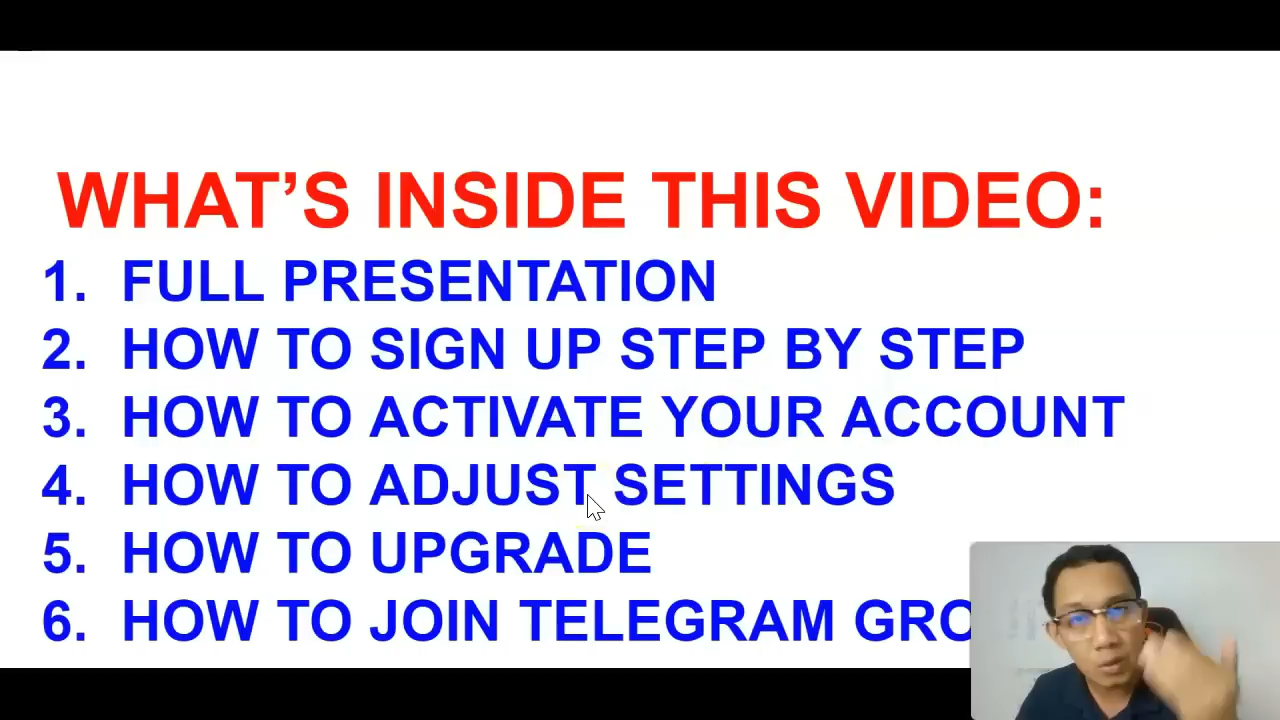 WHAT’S INSIDE THIS VIDEO:
1. FULL PRESENTATION
2. HOW TO SIGN UP STEP BY STEP
3. HOW TO ACTIVATE YOUR ACCOUNT
4. HOW TO ADJUST SETTINGS
5. HOW TO UPGRADE
6. HOW TO JOIN TELEGRAM GRO